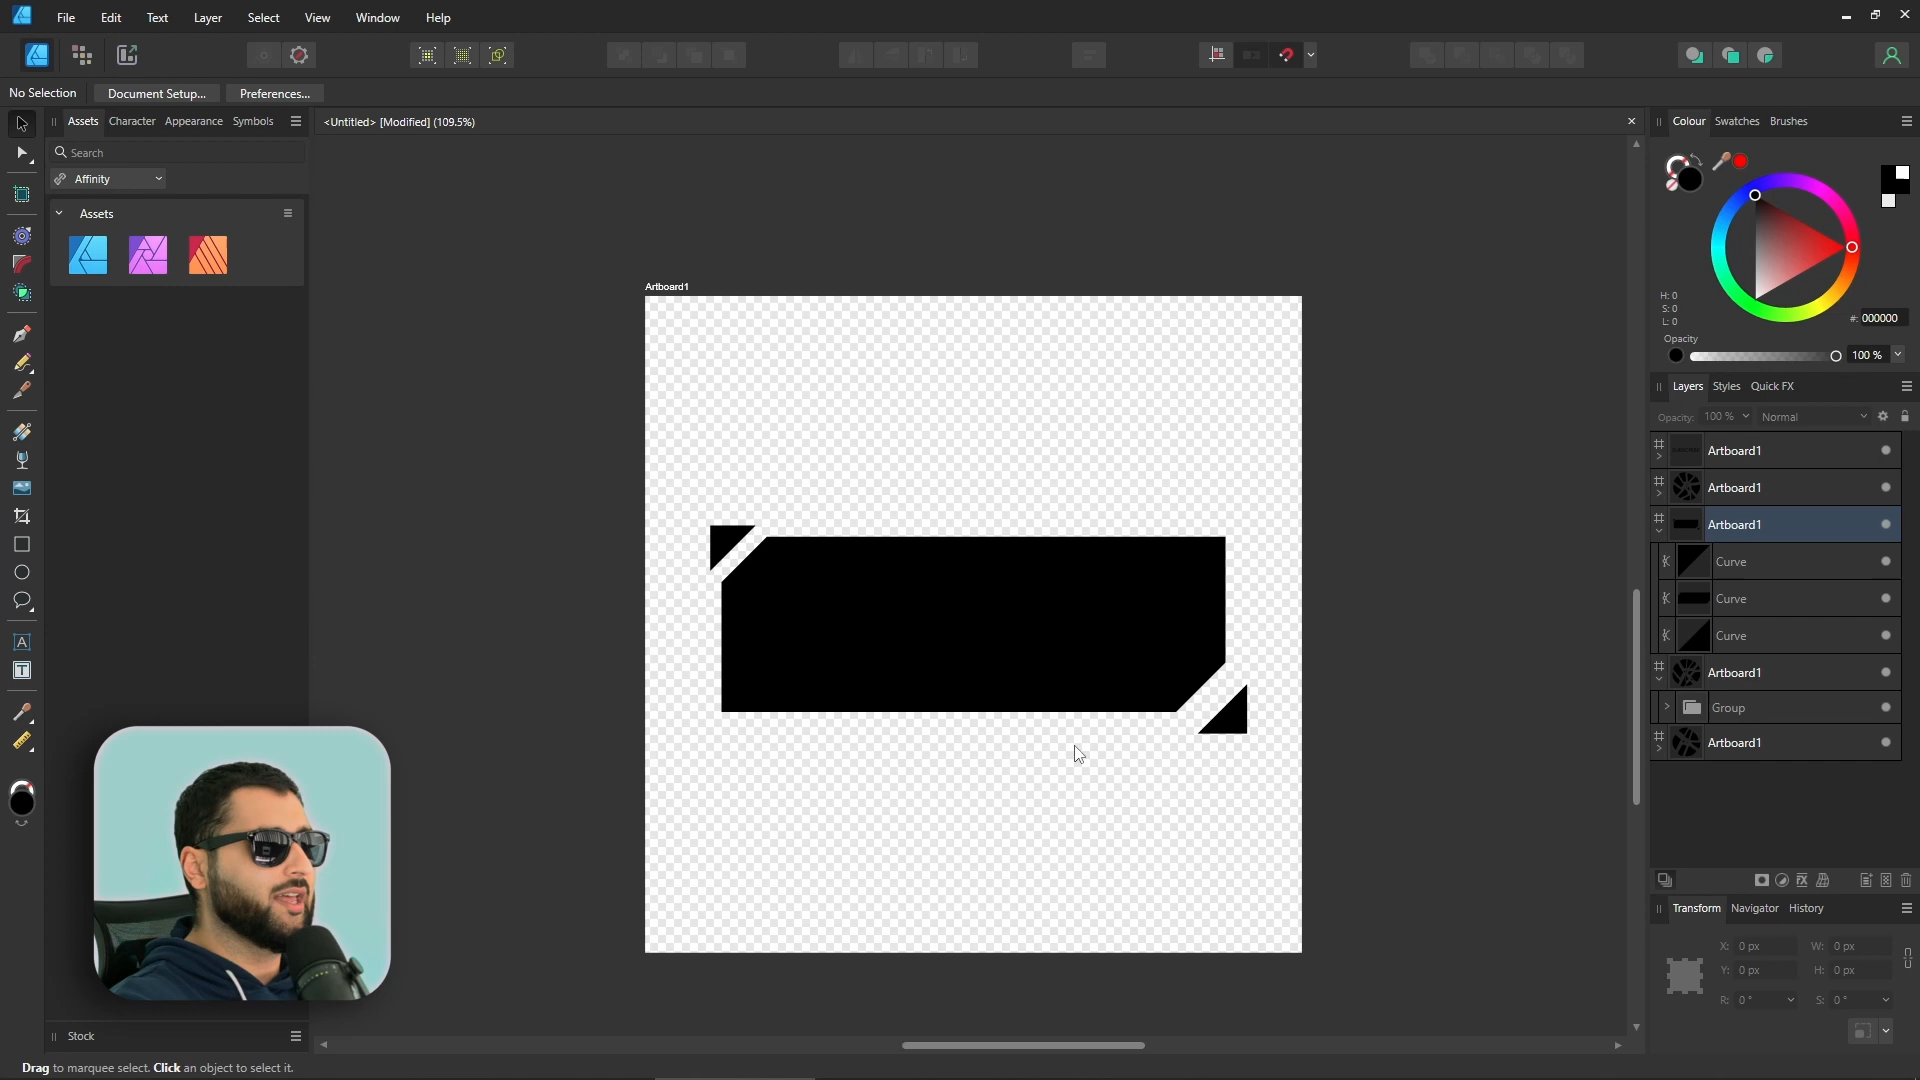 File Edit Text Layer Select View Window Help
No Selection Document Setup... Preferences...
Assets Character Appearance Symbols
<Untitled> [Modified] (109.5%)
Colour Swatches Brushes
Search
Affinity
Assets
Artboard1
H: 0
S: 0
L: 0
#: 000000
Opacity
100 %
Layers Styles Quick FX
Opacity: 100 % Normal
Artboard1
Artboard1
Artboard1
Curve
Curve
Curve
Artboard1
Group
Artboard1
Transform Navigator History
X: 0 px W: 0 px
Y: 0 px H: 0 px
R: 0 ° S: 0 °
Stock
Drag to marquee select. Click an object to select it.